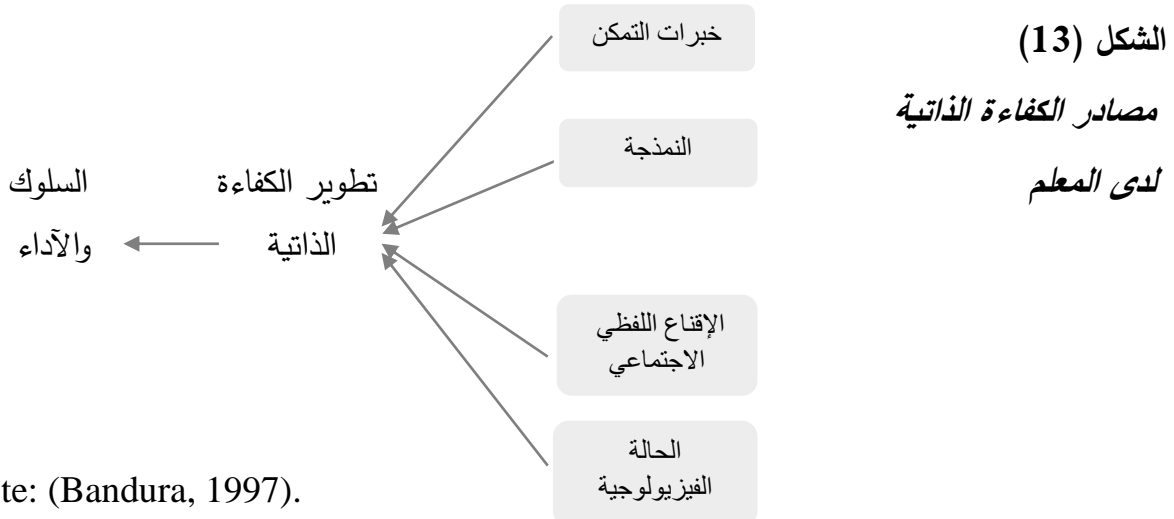 الشكل (13)
مصادر الكفاءة الذاتية
لدى المعلم
خبرات التمكن
النمذجة
الإقناع اللفظي
الاجتماعي
الحالة
الفيزيولوجية
تطوير الكفاءة
الذاتية
السلوك
والآداء
te: (Bandura, 1997).